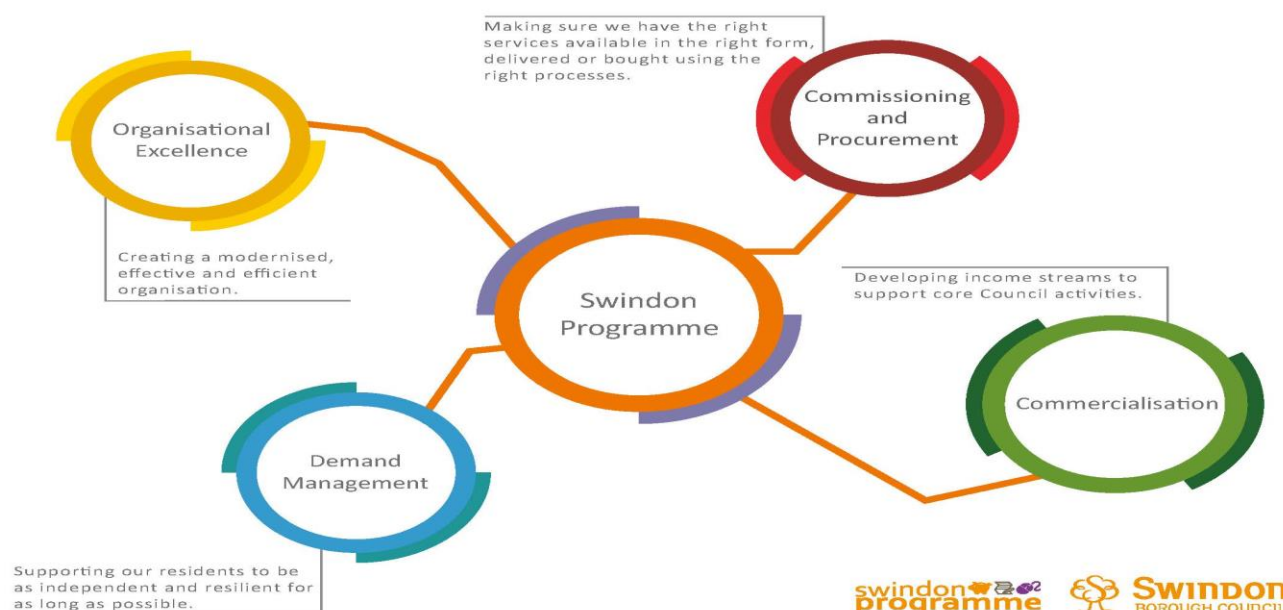 Making sure we have the right
services available in the right form,
delivered or bought using the
right processes.
Commissioning
and
Procurement
Organisational
Excellence
Creating a modernised,
effective and efficient
organisation.
Swindon
Programme
Developing income streams to
support core Council activities.
Commercialisation
Demand
Management
Supporting our residents to be
as independent and resilient for
as long as possible.
swindon
programme
SWINDON
BOROUGH COUNCIL